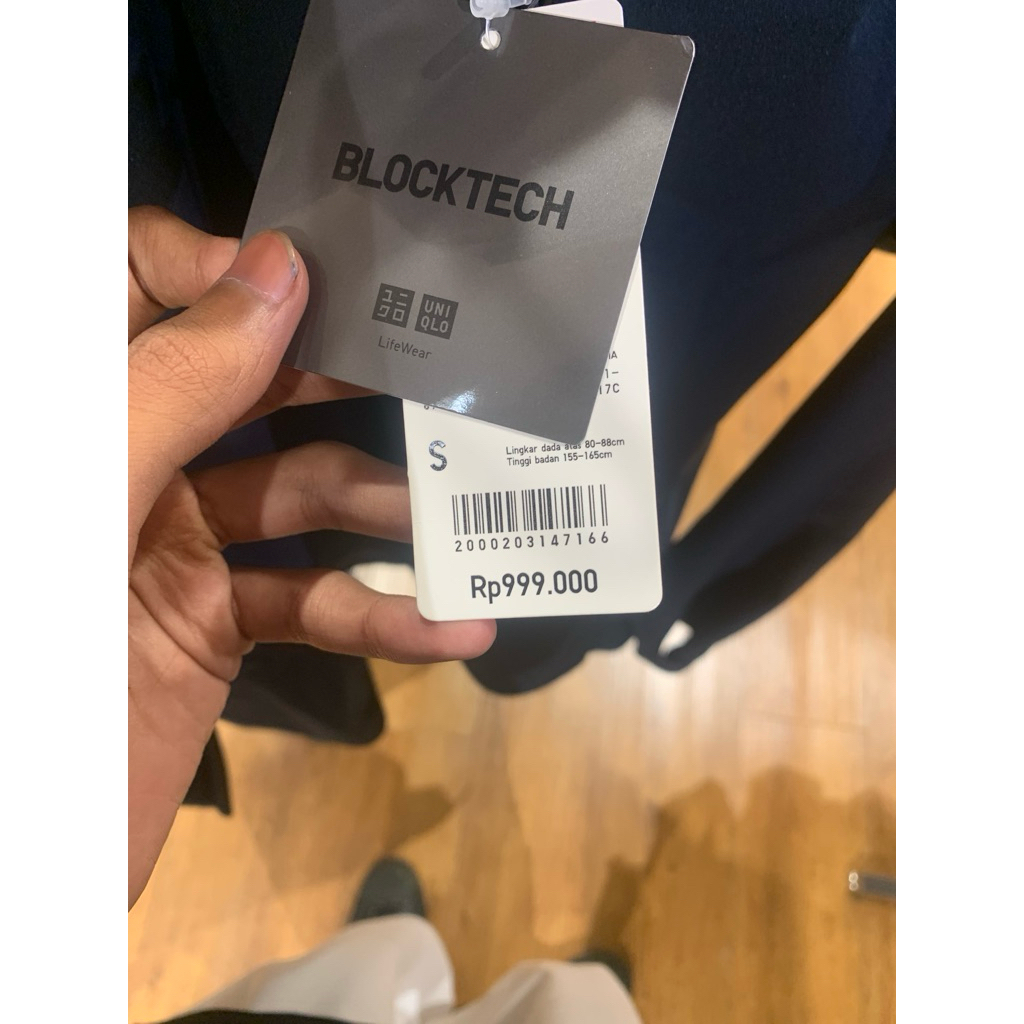 BLOCKTECH
ユニ UNI
クロ QLO
LifeWear
17C
S
Lingkar dada atas 80-88cm
Tinggi badan 155-165cm
2000203147166
Rp999.000